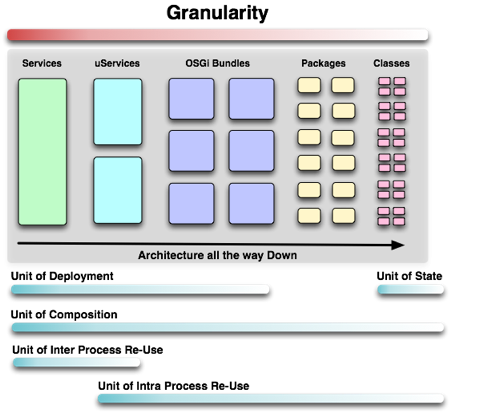 Granularity
Services uServices OSGi Bundles Packages Classes
Architecture all the way Down
Unit of Deployment Unit of State
Unit of Composition
Unit of Inter Process Re-Use
Unit of Intra Process Re-Use